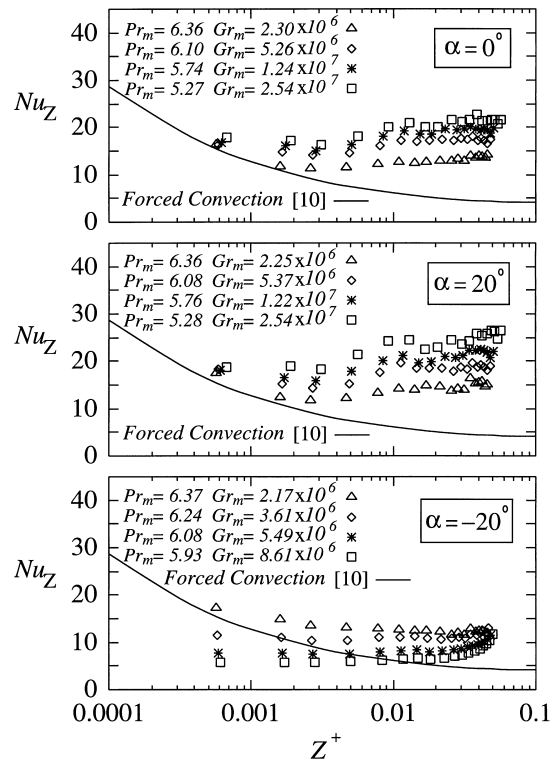 40
30
20
10
0
Nu_Z
Pr_m = 6.36 Gr_m = 2.30x10^6 △
Pr_m = 6.10 Gr_m = 5.26x10^6 ◇
Pr_m = 5.74 Gr_m = 1.24x10^7 ✱
Pr_m = 5.27 Gr_m = 2.54x10^7 □
α = 0°
Forced Convection [10] —
40
30
20
10
0
Nu_Z
Pr_m = 6.36 Gr_m = 2.25x10^6 △
Pr_m = 6.08 Gr_m = 5.37x10^6 ◇
Pr_m = 5.76 Gr_m = 1.22x10^7 ✱
Pr_m = 5.28 Gr_m = 2.54x10^7 □
α = 20°
Forced Convection [10] —
40
30
20
10
0
Nu_Z
Pr_m = 6.37 Gr_m = 2.17x10^6 △
Pr_m = 6.24 Gr_m = 3.61x10^6 ◇
Pr_m = 6.08 Gr_m = 5.49x10^6 ✱
Pr_m = 5.93 Gr_m = 8.61x10^6 □
α = −20°
Forced Convection [10] —
0.0001 0.001 0.01 0.1
Z^+